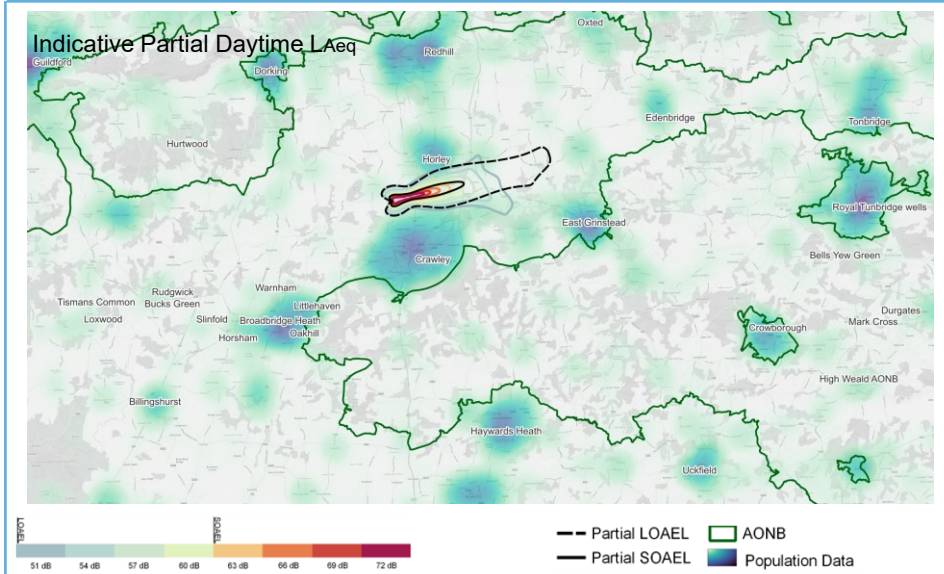 Indicative Partial Daytime LAeq
Oxted
Guildford
Redhill
Dorking
Edenbridge
Tonbridge
Hurtwood
Horley
Royal Tunbridge wells
East Grinstead
Bells Yew Green
Crawley
Warnham
Rudgwick
Tismans Common
Bucks Green
Littlehaven
Loxwood
Slinfold
Broadbridge Heath
Oakhill
Horsham
Durgates
Mark Cross
Crowborough
High Weald AONB
Billingshurst
Haywards Heath
Uckfield
LOAEL
SOAEL
51 dB 54 dB 57 dB 60 dB 63 dB 66 dB 69 dB 72 dB
Partial LOAEL
AONB
Partial SOAEL
Population Data